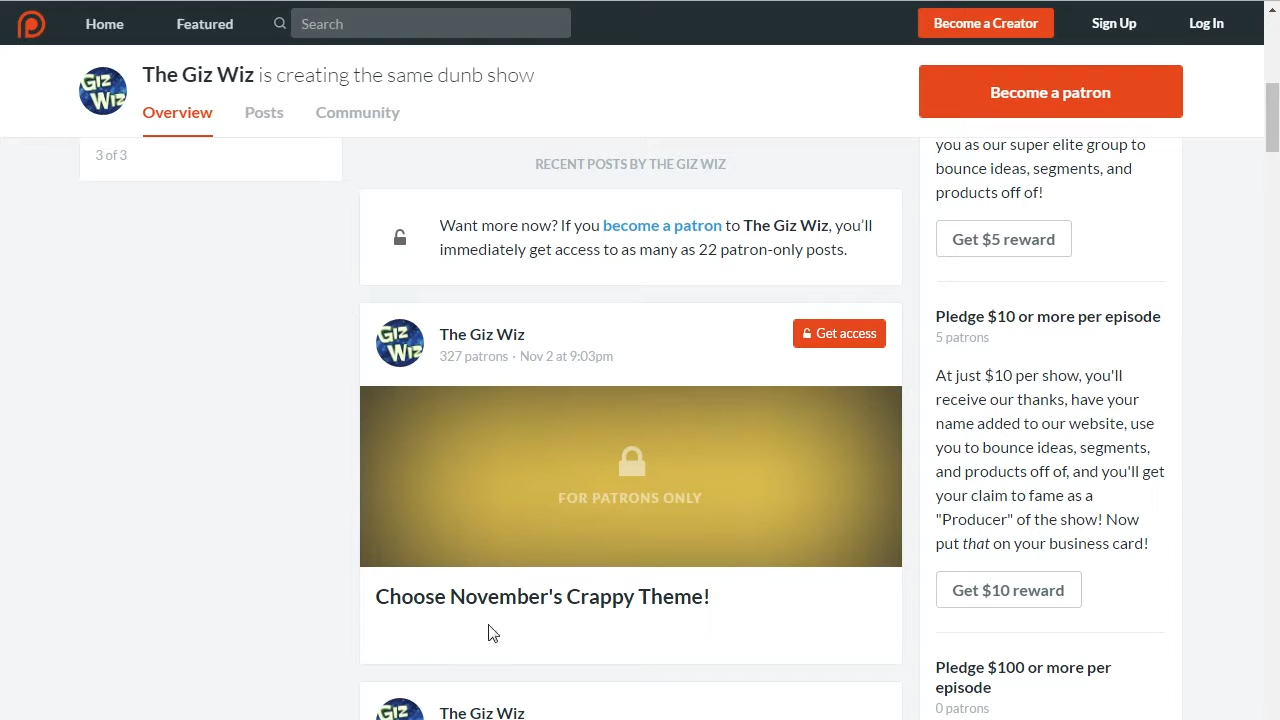 Home
Featured
Search
Become a Creator
Sign Up
Log In
GIZ WIZ
The Giz Wiz is creating the same dunb show
Become a patron
Overview
Posts
Community
3 of 3
RECENT POSTS BY THE GIZ WIZ
Want more now? If you become a patron to The Giz Wiz, you'll
immediately get access to as many as 22 patron-only posts.
GIZ WIZ
The Giz Wiz
327 patrons · Nov 2 at 9:03pm
Get access
FOR PATRONS ONLY
Choose November's Crappy Theme!
GIZ
The Giz Wiz
you as our super elite group to
bounce ideas, segments, and
products off of!
Get $5 reward
Pledge $10 or more per episode
5 patrons
At just $10 per show, you'll
receive our thanks, have your
name added to our website, use
you to bounce ideas, segments,
and products off of, and you'll get
your claim to fame as a
"Producer" of the show! Now
put that on your business card!
Get $10 reward
Pledge $100 or more per
episode
0 patrons